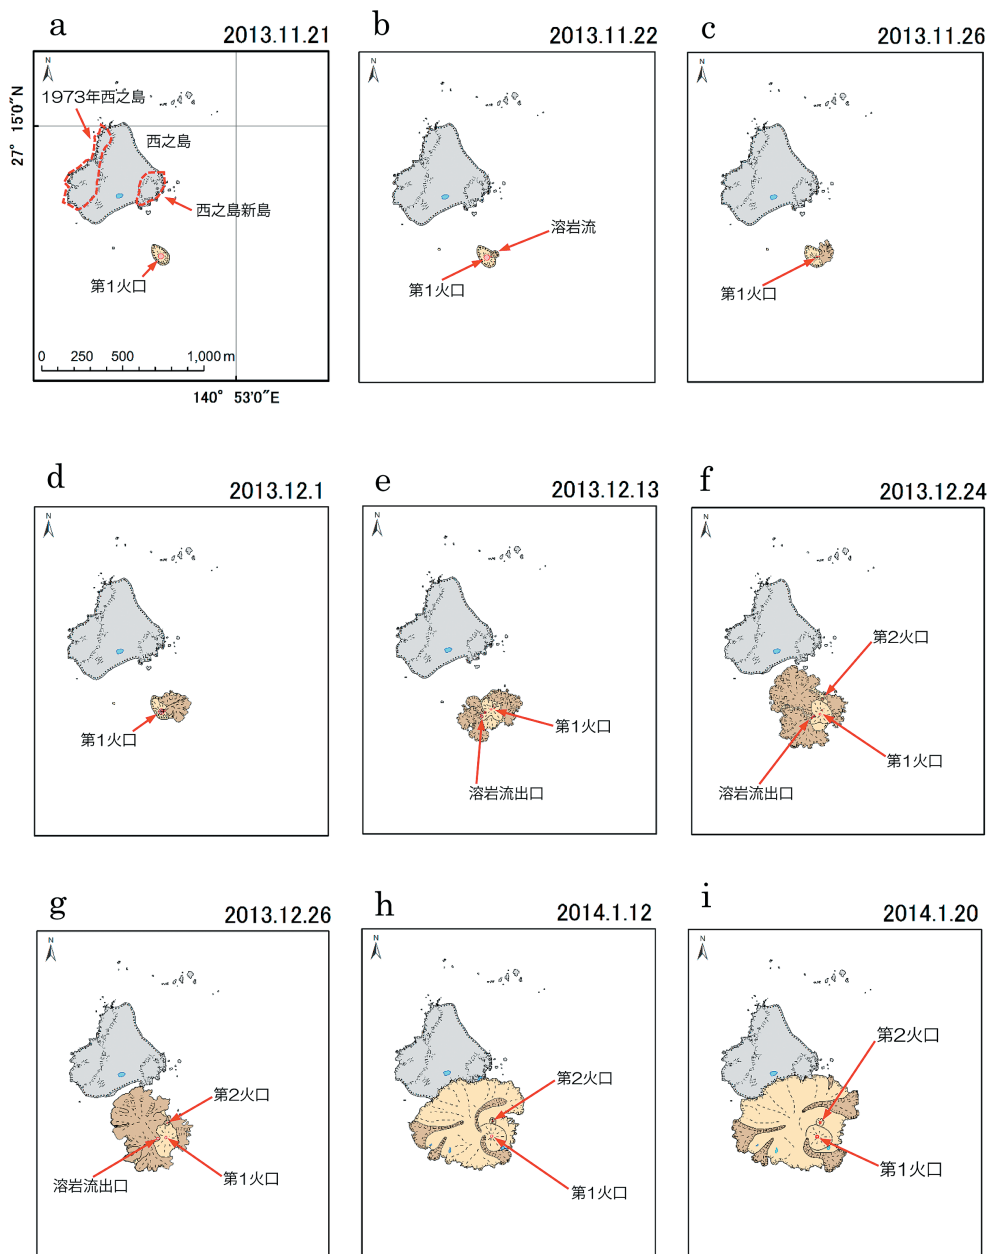 a
2013.11.21
N
1973年西之島
西之島
西之島新島
第1火口
27° 15'0"N
0 250 500 1,000 m
140° 53'0"E
b
2013.11.22
N
溶岩流
第1火口
c
2013.11.26
N
第1火口
d
2013.12.1
N
第1火口
e
2013.12.13
N
第1火口
溶岩流出口
f
2013.12.24
N
第2火口
第1火口
溶岩流出口
g
2013.12.26
N
第2火口
第1火口
溶岩流出口
h
2014.1.12
N
第2火口
第1火口
i
2014.1.20
N
第2火口
第1火口